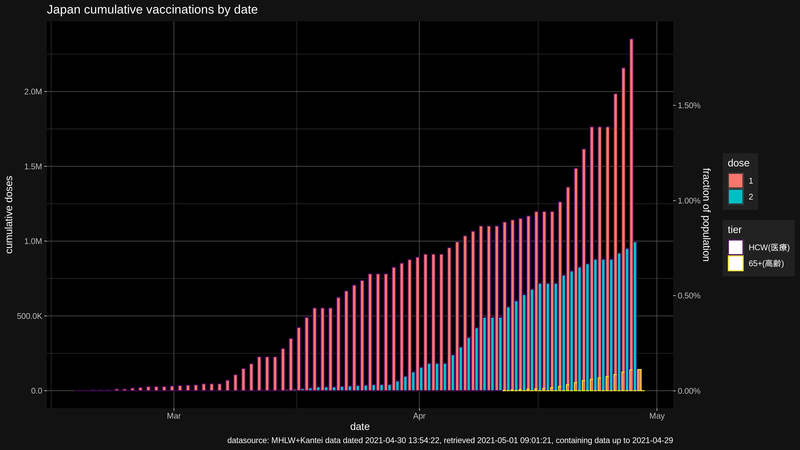 Japan cumulative vaccinations by date
cumulative doses
2.0M
1.5M
1.0M
500.0K
0.0
1.50%
1.00%
0.50%
0.00%
fraction of population
Mar
Apr
May
date
dose
1
2
tier
HCW(医療)
65+(高齢)
datasource: MHLW+Kantei data dated 2021-04-30 13:54:22, retrieved 2021-05-01 09:01:21, containing data up to 2021-04-29